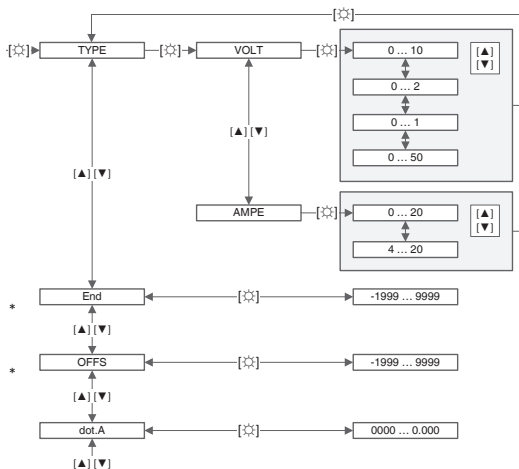 [☼]
[☼] TYPE [☼] VOLT [☼] 0 ... 10 [▲]
[▼]
0 ... 2
0 ... 1
[▲] [▼]
0 ... 50
[▲] [▼]
AMPE [☼] 0 ... 20 [▲]
[▼]
4 ... 20
* End [☼] -1999 ... 9999
[▲] [▼]
* OFFS [☼] -1999 ... 9999
[▲] [▼]
dot.A [☼] 0000 ... 0.000
[▲] [▼]